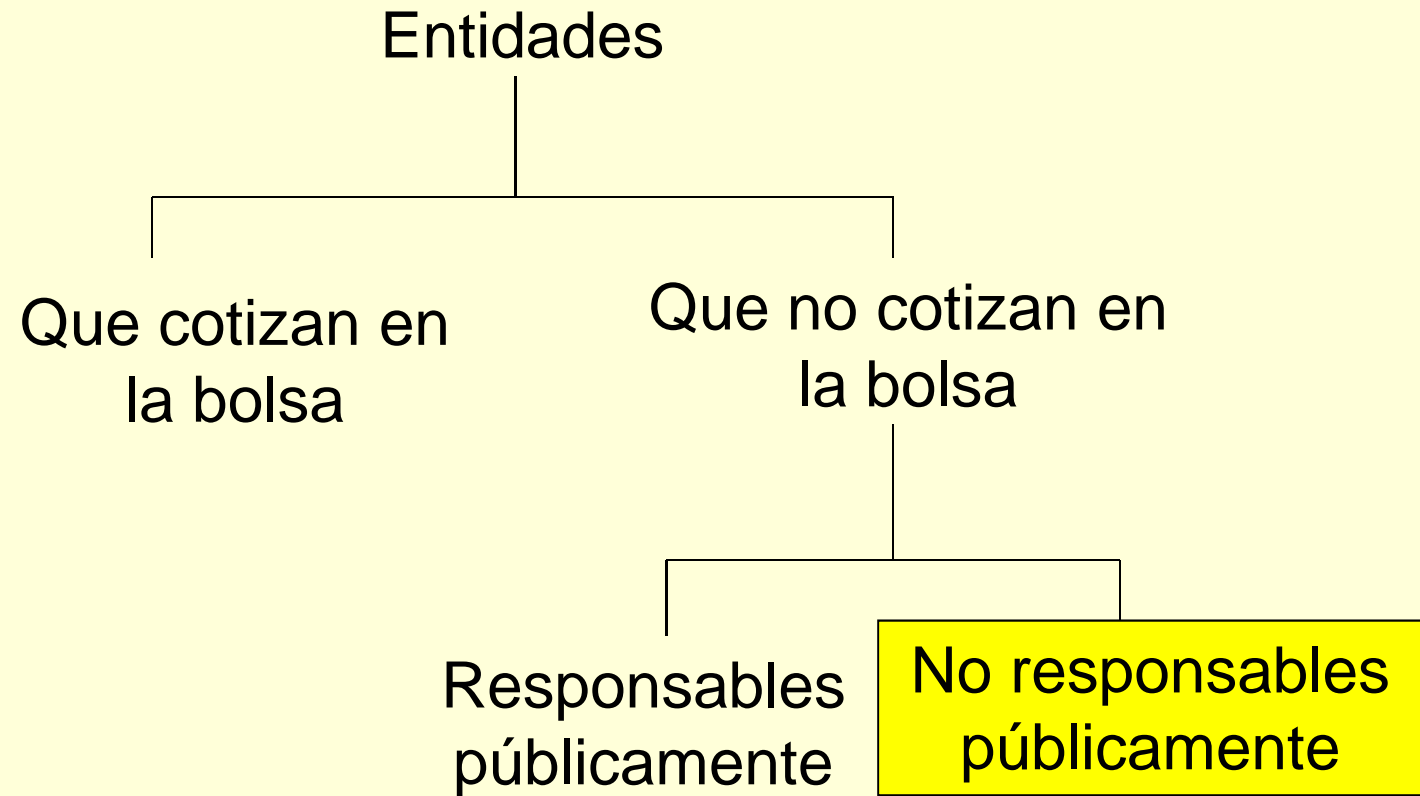 Entidades
Que cotizan en
la bolsa
Que no cotizan en
la bolsa
Responsables
públicamente
No responsables
públicamente